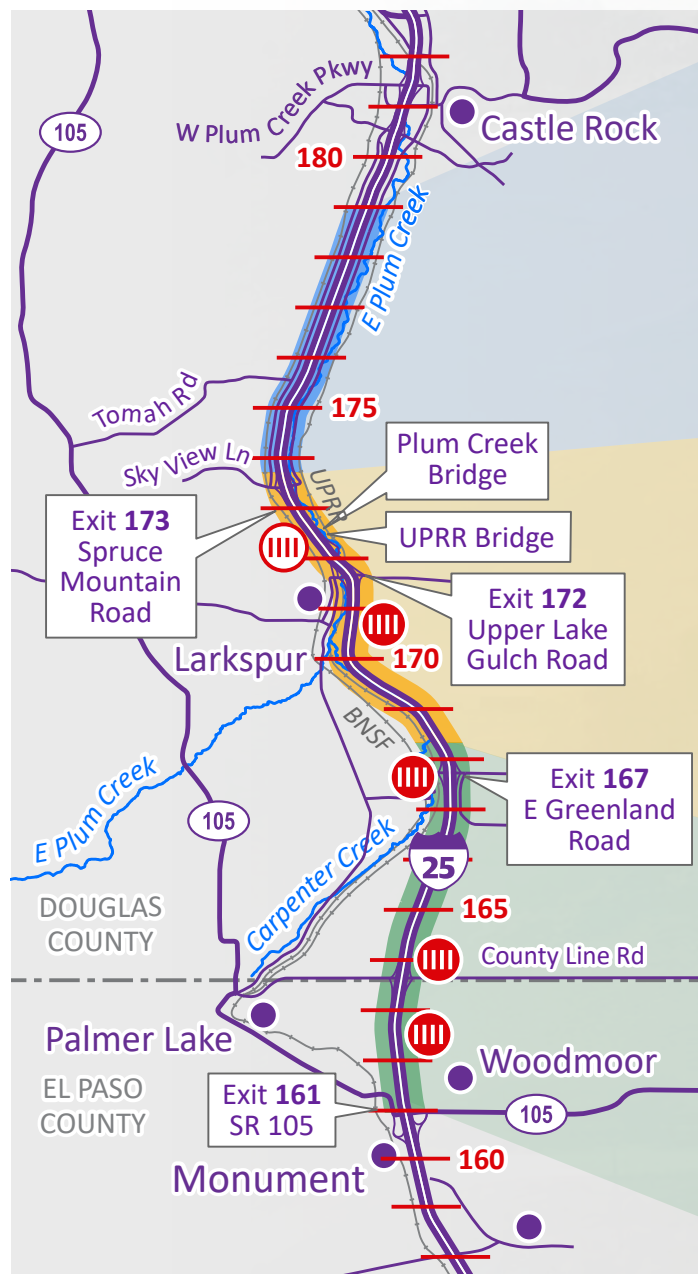 W Plum Creek Pkwy
105
Castle Rock
180
E Plum Creek
Tomah Rd
175
Sky View Ln
UPRR
Plum Creek
Bridge
Exit 173
Spruce
Mountain
Road
UPRR Bridge
Exit 172
Upper Lake
Gulch Road
Larkspur
170
BNSF
Exit 167
E Greenland
Road
E Plum Creek
105
Carpenter Creek
25
DOUGLAS
COUNTY
165
County Line Rd
Palmer Lake
Woodmoor
EL PASO
COUNTY
Exit 161
SR 105
105
Monument
160